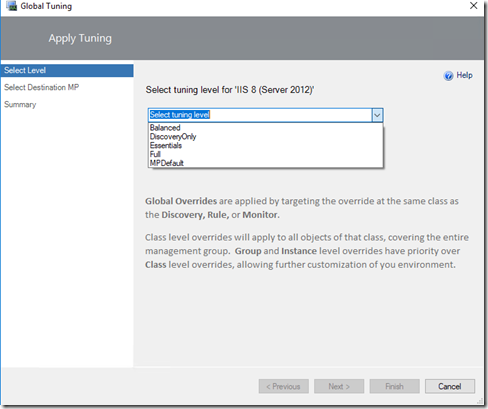 Global Tuning
Apply Tuning
Select Level
Select Destination MP
Summary
Help
Select tuning level for 'IIS 8 (Server 2012)'
Select tuning level
Balanced
DiscoveryOnly
Essentials
Full
MPDefault
Global Overrides are applied by targeting the override at the same class as
the Discovery, Rule, or Monitor.
Class level overrides will apply to all objects of that class, covering the entire
management group. Group and Instance level overrides have priority over
Class level overrides, allowing further customization of you environment.
< Previous
Next >
Finish
Cancel